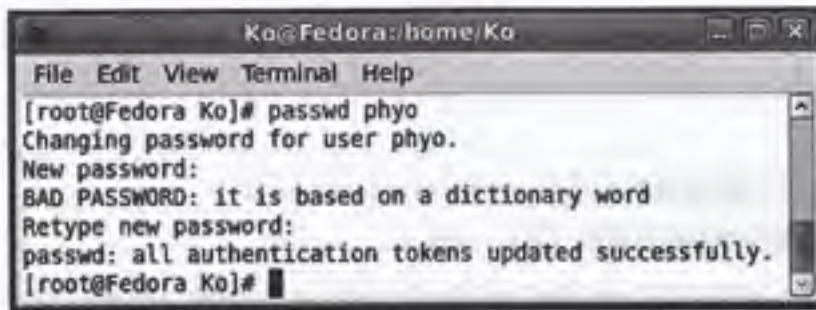 Ko@Fedora:/home/Ko
File Edit View Terminal Help
[root@Fedora Ko]# passwd phyo
Changing password for user phyo.
New password:
BAD PASSWORD: it is based on a dictionary word
Retype new password:
passwd: all authentication tokens updated successfully.
[root@Fedora Ko]#